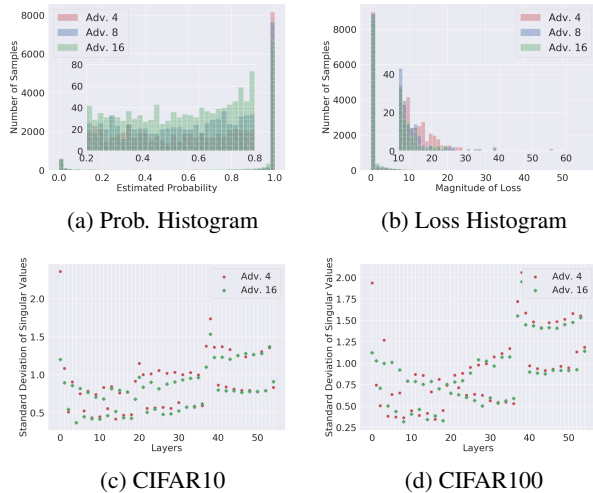 Number of Samples
8000
6000
4000
2000
0
Adv. 4
Adv. 8
Adv. 16
80
60
40
20
0
0.2 0.4 0.6 0.8
0.0 0.2 0.4 0.6 0.8 1.0
Estimated Probability
(a) Prob. Histogram
Number of Samples
8000
6000
4000
2000
0
Adv. 4
Adv. 8
Adv. 16
40
20
0
10 20 30 40 50 60
0 10 20 30 40 50
Magnitude of Loss
(b) Loss Histogram
Standard Deviation of Singular Values
2.0
1.5
1.0
0.5
Adv. 4
Adv. 16
0 10 20 30 40 50
Layers
(c) CIFAR10
Standard Deviation of Singular Values
2.00
1.75
1.50
1.25
1.00
0.75
0.50
0.25
Adv. 4
Adv. 16
0 10 20 30 40 50
Layers
(d) CIFAR100